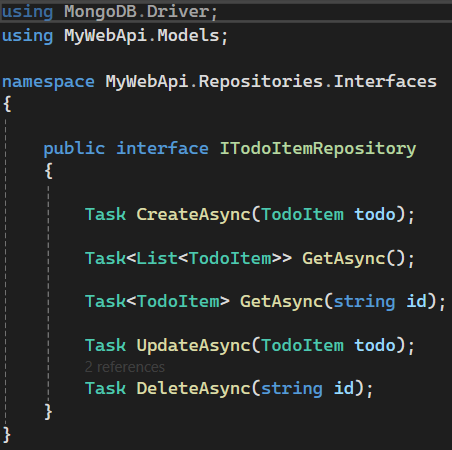 using MongoDB.Driver;
using MyWebApi.Models;
namespace MyWebApi.Repositories.Interfaces
{
public interface ITodoItemRepository
{
Task CreateAsync(TodoItem todo);
Task<List<TodoItem>> GetAsync();
Task<TodoItem> GetAsync(string id);
Task UpdateAsync(TodoItem todo);
2 references
Task DeleteAsync(string id);
}
}